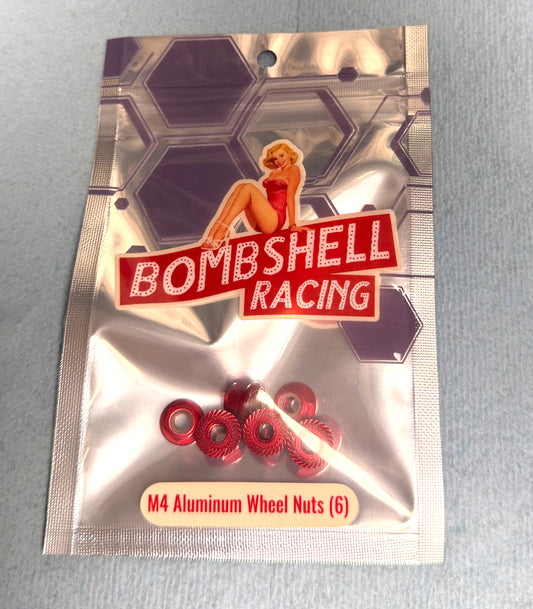 BOMBSHELL
RACING
M4 Aluminum Wheel Nuts (6)